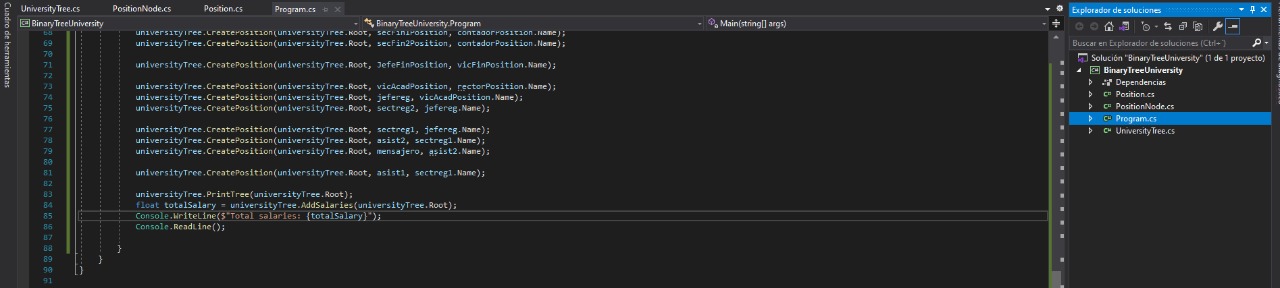 Cuadro de herramientas
UniversityTree.cs PositionNode.cs Position.cs Program.cs
BinaryTreeUniversity BinaryTreeUniversity.Program Main(string[] args)
68 universityTree.CreatePosition(universityTree.Root, secFin1Position, contadorPosition.Name);
69 universityTree.CreatePosition(universityTree.Root, secFin2Position, contadorPosition.Name);
70
71 universityTree.CreatePosition(universityTree.Root, JefeFinPosition, vicFinPosition.Name);
72
73 universityTree.CreatePosition(universityTree.Root, vicAcadPosition, rectorPosition.Name);
74 universityTree.CreatePosition(universityTree.Root, jefereg, vicAcadPosition.Name);
75 universityTree.CreatePosition(universityTree.Root, sectreg2, jefereg.Name);
76
77 universityTree.CreatePosition(universityTree.Root, sectreg1, jefereg.Name);
78 universityTree.CreatePosition(universityTree.Root, asist2, sectreg1.Name);
79 universityTree.CreatePosition(universityTree.Root, mensajero, asist2.Name);
80
81 universityTree.CreatePosition(universityTree.Root, asist1, sectreg1.Name);
82
83 universityTree.PrintTree(universityTree.Root);
84 float totalSalary = universityTree.AddSalaries(universityTree.Root);
85 Console.WriteLine($"Total salaries: {totalSalary}");
86 Console.ReadLine();
87
88 }
89 }
90 }
91
Explorador de soluciones
Buscar en Explorador de soluciones (Ctrl+´)
Solución "BinaryTreeUniversity" (1 de 1 proyecto)
BinaryTreeUniversity
Dependencias
C# Position.cs
C# PositionNode.cs
C# Program.cs
C# UniversityTree.cs